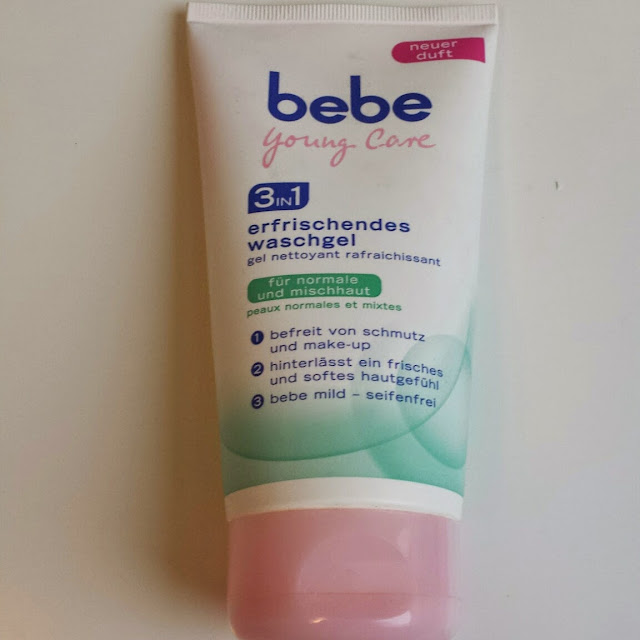 neuer
duft
bebe
young Care
3IN1
erfrischendes
waschgel
gel nettoyant rafraichissant
für normale
und mischhaut
peaux normales et mixtes
1 befreit von schmutz
und make-up
2 hinterlässt ein frisches
und softes hautgefühl
3 bebe mild – seifenfrei